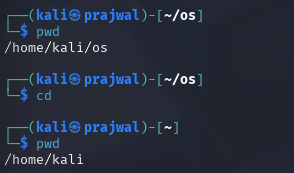 ┌──(kali㉿prajwal)-[~/os]
└─$ pwd
/home/kali/os
┌──(kali㉿prajwal)-[~/os]
└─$ cd
┌──(kali㉿prajwal)-[~]
└─$ pwd
/home/kali